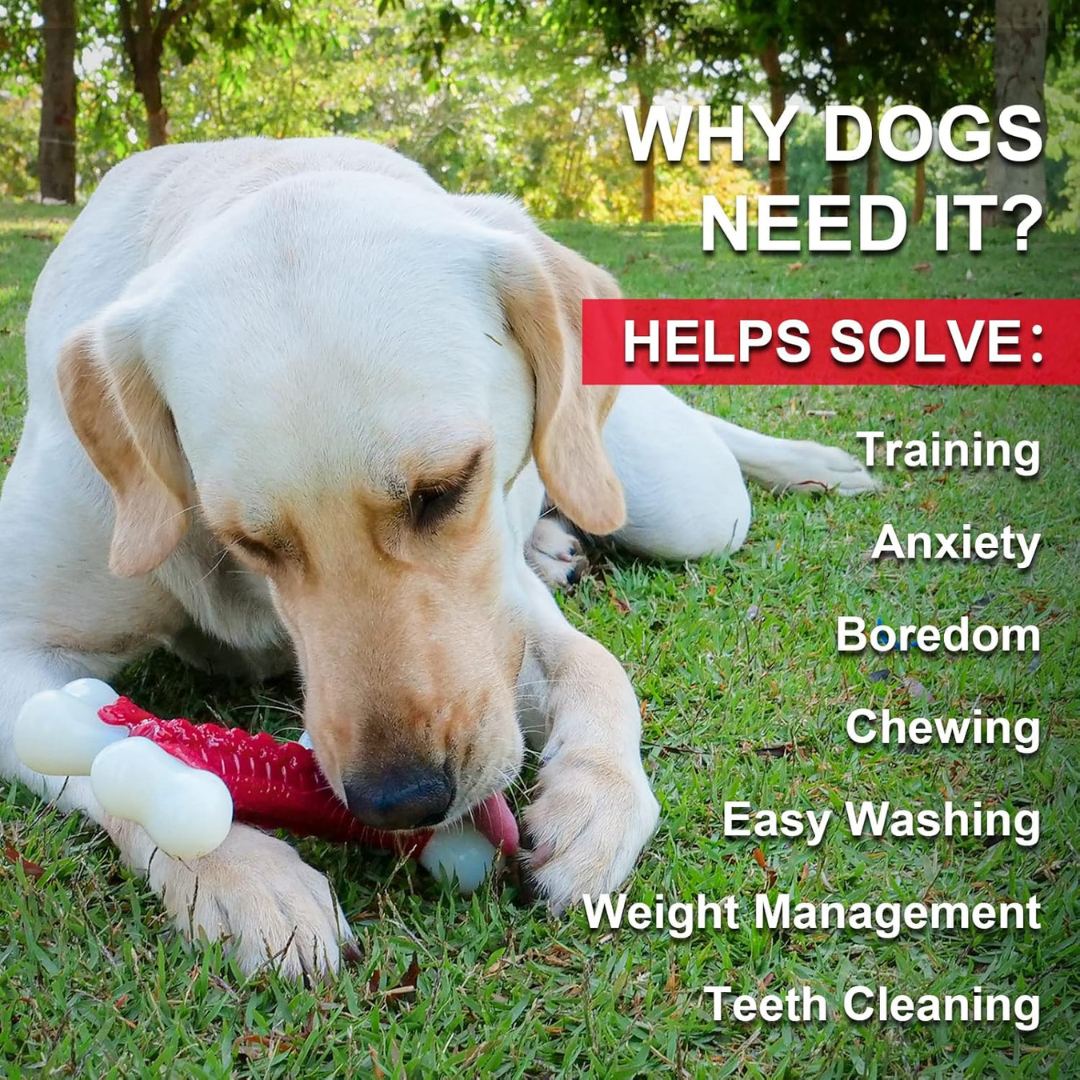 WHY DOGS
NEED IT?
HELPS SOLVE:
Training
Anxiety
Boredom
Chewing
Easy Washing
Weight Management
Teeth Cleaning